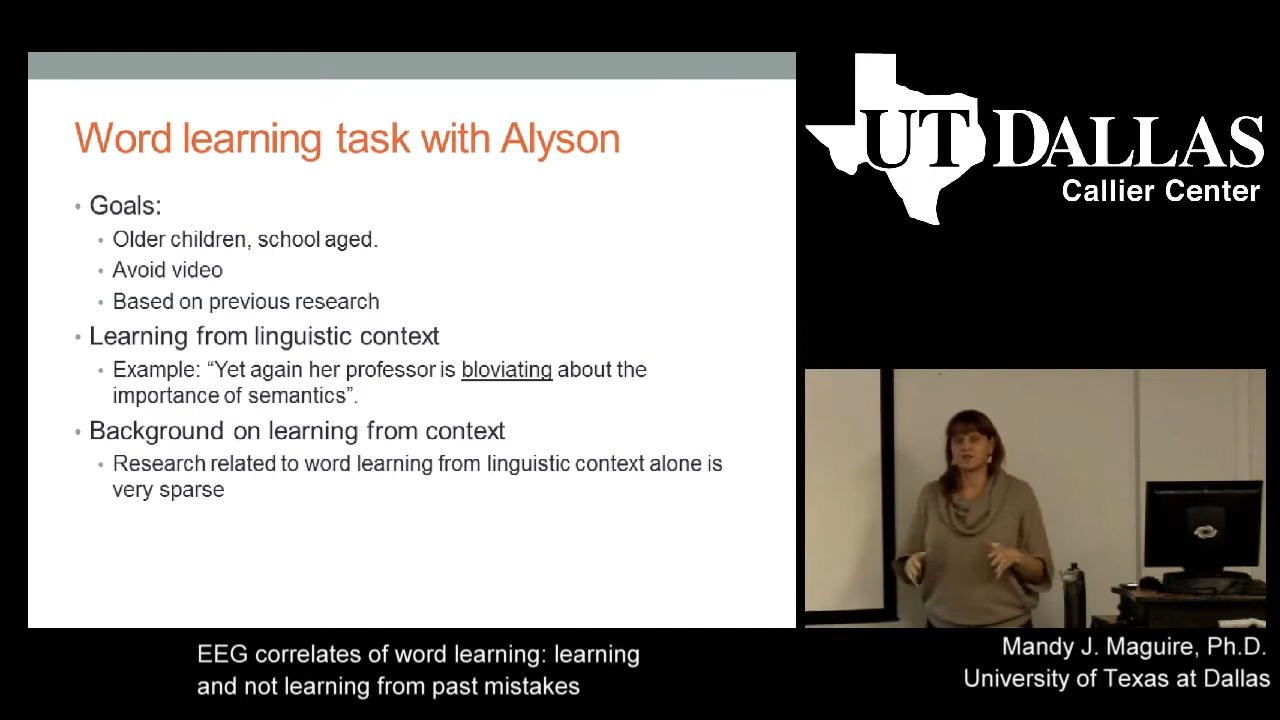 Word learning task with Alyson
• Goals:
• Older children, school aged.
• Avoid video
• Based on previous research
• Learning from linguistic context
• Example: “Yet again her professor is bloviating about the
importance of semantics”.
• Background on learning from context
• Research related to word learning from linguistic context alone is
very sparse
UT DALLAS
Callier Center
EEG correlates of word learning: learning
and not learning from past mistakes
Mandy J. Maguire, Ph.D.
University of Texas at Dallas